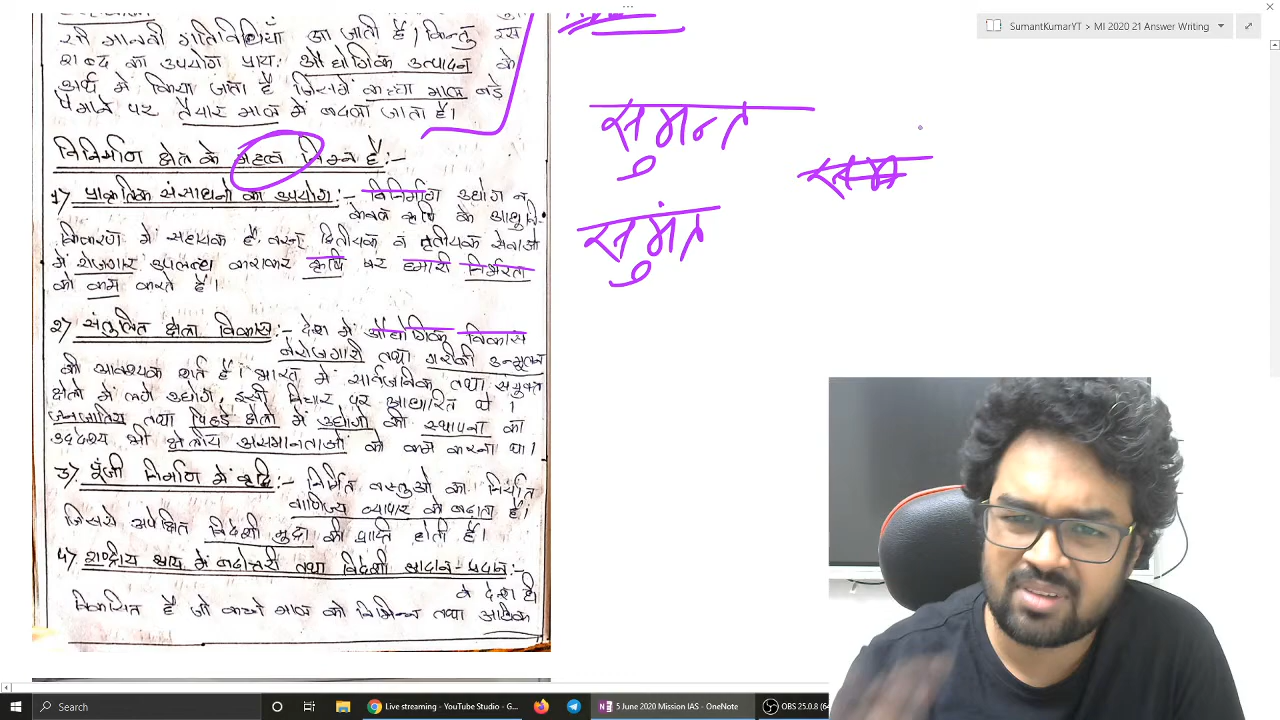 सभी मानवी गतिविधियाँ आ जाती हैं। किन्तु इस
शब्द का उपयोग प्राय: औद्योगिक उत्पादन के
अर्थ में किया जाता है जिसमें कच्चा माल बड़े
पैमाने पर तैयार माल में बदला जाता है।
विनिर्माण क्षेत्र के महत्व निम्न है:-
1) प्राकृतिक संसाधनों का उपयोग:- विनिर्माण उद्योग न
केवल कृषि के आधुनि-
किकरण में सहायक है, वरन् द्वितीयक व तृतीयक सेवाओ
में रोजगार उपलब्ध कराकर कृषि पर हमारी निर्भरता
को कम करते हैं।
2) संतुलित क्षेत्र विकास:- देश में औद्योगिक विकास
बेरोजगारी तथा गरीबी उन्मूलन
की आवश्यक शर्त है। भारत में सार्वजनिक तथा संयुक्त
क्षेत्रो में लगे उद्योग, इसी विचार पर आधारित थे।
जनजातिय तथा पिछड़े क्षेत्रो में उद्योगो की स्थापना का
उद्देश्य भी क्षेत्रीय असमानताओ को कम करना था।
3) पूंजी निर्माण में वृद्धि:- निर्मित वस्तुओ का निर्यात
वाणिज्य व्यापार को बढ़ाता है।
जिससे अपेक्षित विदेशी मुद्रा की प्राप्ति होती हैं।
4) राष्ट्रीय आय में बढोत्तरी तथा विदेशी आदान-प्रदान:-
वे देश ही
विकासित है जो कच्चे माल को विभिन्न तथा अधिक
सुमन्त
सुमंत
SumantKumarYT > MI 2020 21 Answer Writing
Search
Live streaming - YouTube Studio - G...
5 June 2020 Mission IAS - OneNote
OBS 25.0.8 (64